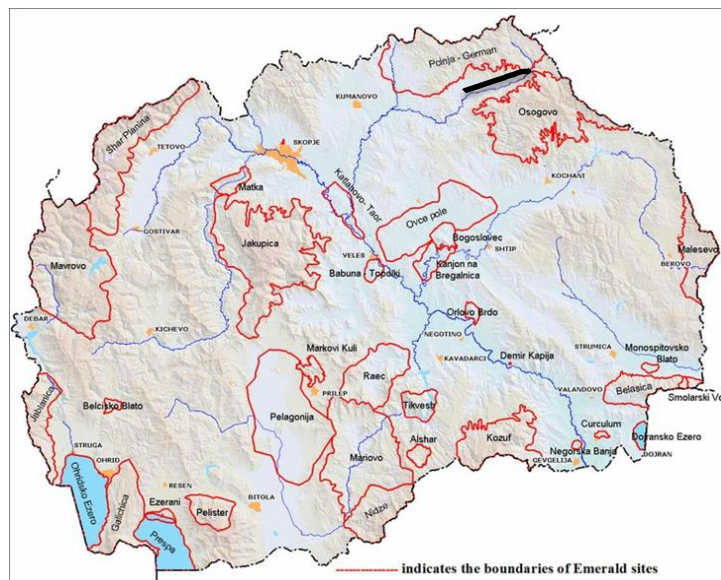 Pcinja - German
KUMANOVO
Osogovo
Shar Planina
TETOVO
SKOPJE
Katlahovo- Taor
KOCHANI
Matka
Ovce pole
GOSTIVAR
Jakupica
Bogoslovec
SHTIP
Malesevo
Mavrovo
VELES
Babuna
Topolki
Kanjon na
Bregalnica
BEROVO
DEBAR
KICHEVO
Orlovo Brdo
NEGOTINO
STRUMICA
Monospitovsko
Blato
Markovi Kuli
KAVADARCI
Demir Kapija
Raec
PRILEP
VALANDOVO
Belasica
Smolarski Vo
Jablanica
Belcisko Blato
Pelagonija
Tikvesh
STRUGA
Alshar
Kozuf
Curculum
Dojransko Ezero
OHRID
Mariovo
Negorska Banja
DOJRAN
GEVGELIJA
Ohridsko Ezero
Galichica
RESEN
Ezerani
Pelister
BITOLA
Nidze
Prespa
indicates the boundaries of Emerald sites